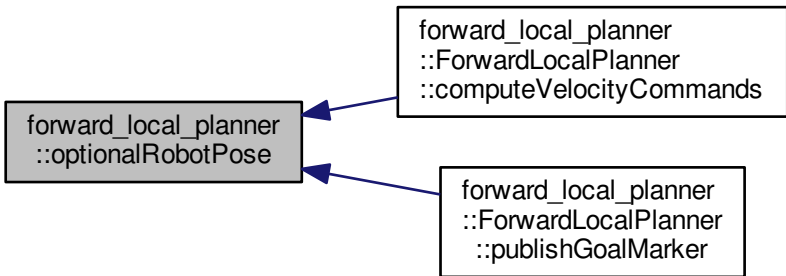 forward_local_planner
::optionalRobotPose
forward_local_planner
::ForwardLocalPlanner
::computeVelocityCommands
forward_local_planner
::ForwardLocalPlanner
::publishGoalMarker